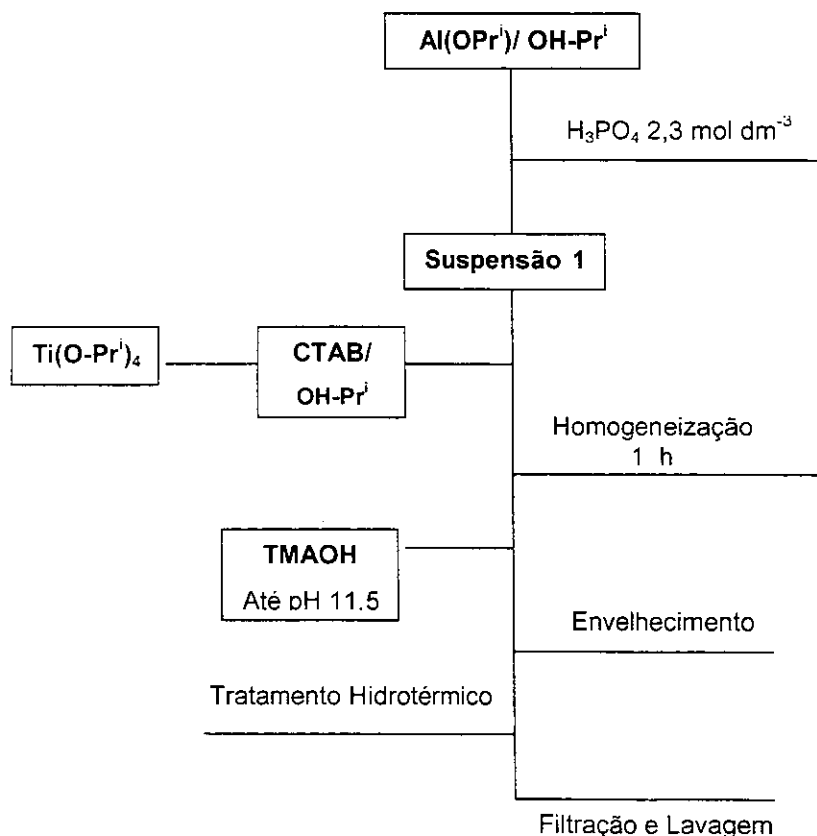 Al(OPrⁱ)/ OH-Prⁱ
H₃PO₄ 2,3 mol dm⁻³
Suspensão 1
Ti(O-Prⁱ)₄
CTAB/
OH-Prⁱ
Homogeneização
1 h
TMAOH
Até pH 11.5
Envelhecimento
Tratamento Hidrotérmico
Filtração e Lavagem